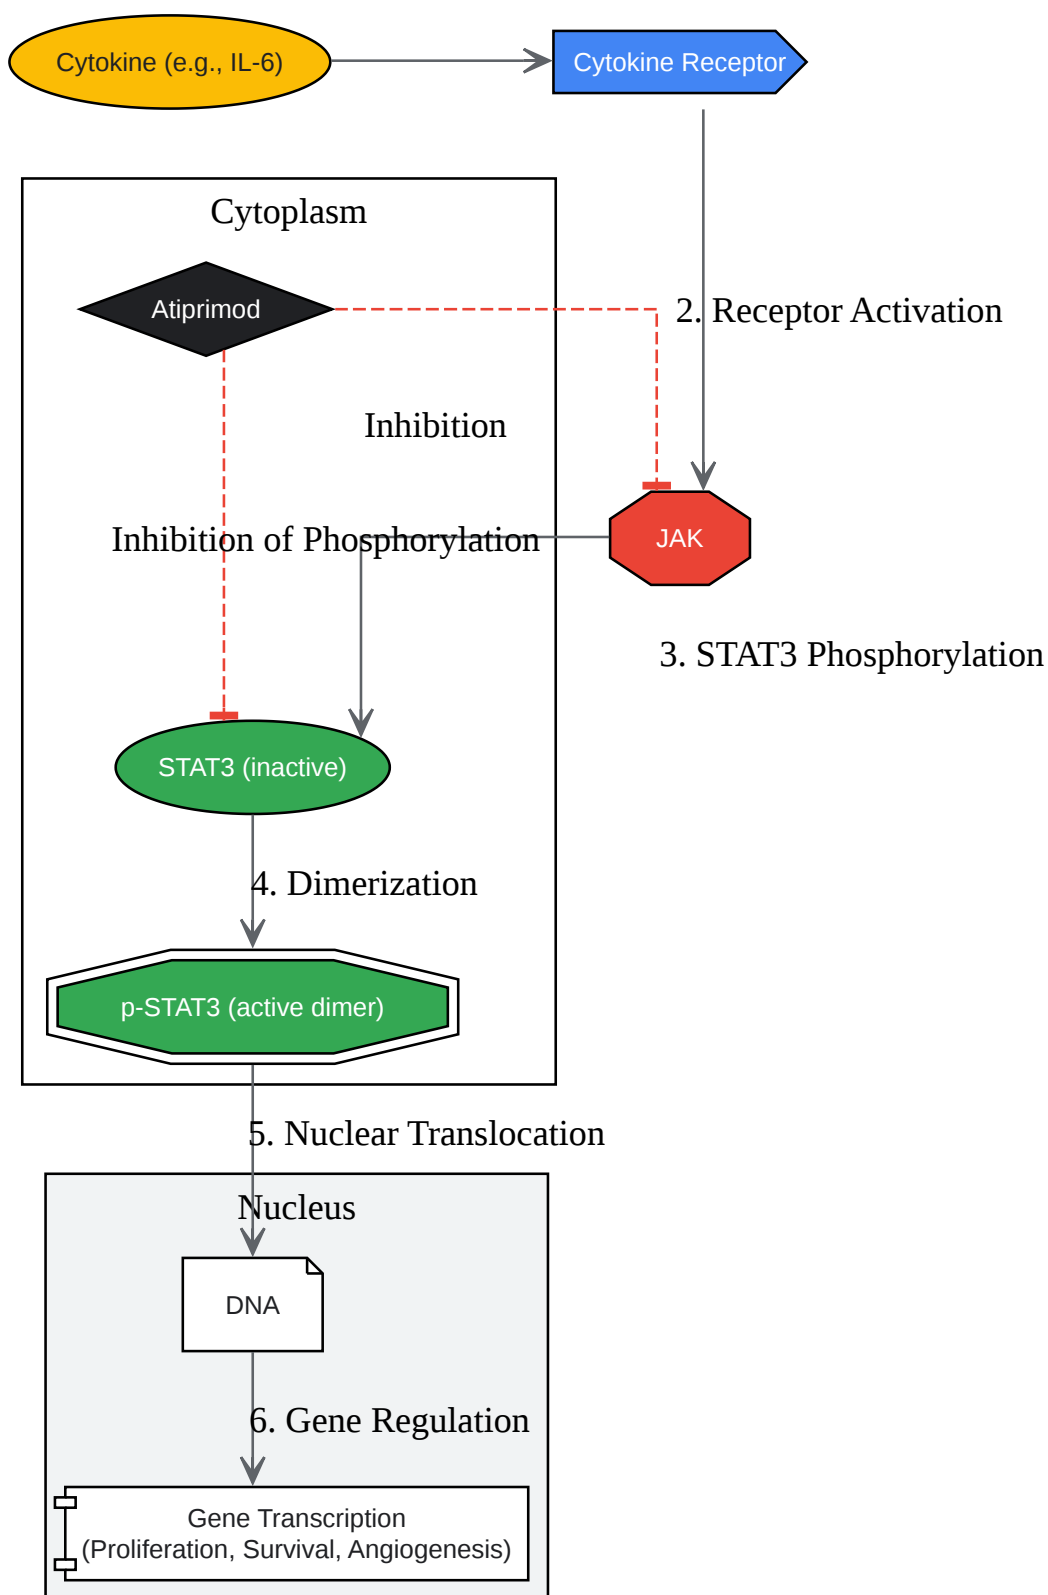 Cytokine (e.g., IL-6)
Cytokine Receptor
Cytoplasm
Atiprimod
2. Receptor Activation
Inhibition
Inhibition of Phosphorylation
JAK
3. STAT3 Phosphorylation
STAT3 (inactive)
4. Dimerization
p-STAT3 (active dimer)
5. Nuclear Translocation
Nucleus
DNA
6. Gene Regulation
Gene Transcription
(Proliferation, Survival, Angiogenesis)